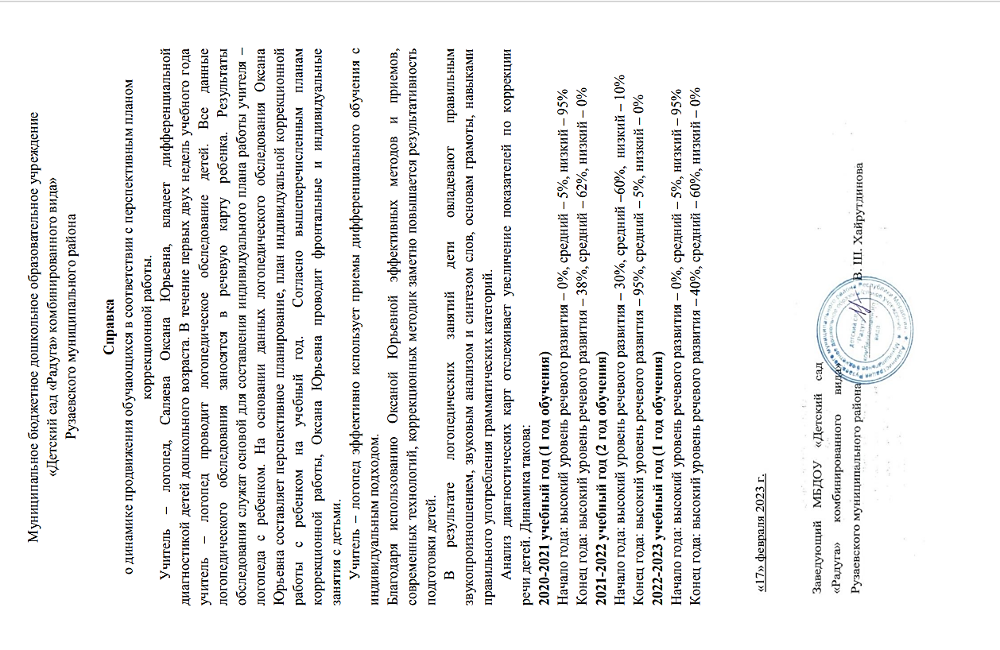 Муниципальное бюджетное дошкольное образовательное учреждение
«Детский сад «Радуга» комбинированного вида»
Рузаевского муниципального района
Справка
о динамике продвижения обучающихся в соответствии с перспективным планом
коррекционной работы.
Учитель – логопед, Саляева Оксана Юрьевна, владеет дифференциальной
диагностикой детей дошкольного возраста. В течение первых двух недель учебного года
учитель – логопед проводит логопедическое обследование детей. Все данные
логопедического обследования заносятся в речевую карту ребенка. Результаты
обследования служат основой для составления индивидуального плана работы учителя –
логопеда с ребенком. На основании данных логопедического обследования Оксана
Юрьевна составляет перспективное планирование, план индивидуальной коррекционной
работы с ребенком на учебный год. Согласно вышеперечисленным планам
коррекционной работы, Оксана Юрьевна проводит фронтальные и индивидуальные
занятия с детьми.
Учитель – логопед эффективно использует приемы дифференциального обучения с
индивидуальным подходом.
Благодаря использованию Оксаной Юрьевной эффективных методов и приемов,
современных технологий, коррекционных методик заметно повышается результативность
подготовки детей.
В результате логопедических занятий дети овладевают правильным
звукопроизношением, звуковым анализом и синтезом слов, основам грамоты, навыками
правильного употребления грамматических категорий.
Анализ диагностических карт отслеживает увеличение показателей по коррекции
речи детей. Динамика такова:
2020-2021 учебный год (1 год обучения)
Начало года: высокий уровень речевого развития – 0%, средний – 5%, низкий – 95%
Конец года: высокий уровень речевого развития – 38%, средний – 62%, низкий – 0%
2021-2022 учебный год (2 год обучения)
Начало года: высокий уровень речевого развития – 30%, средний –60%, низкий – 10%
Конец года: высокий уровень речевого развития – 95%, средний – 5%, низкий – 0%
2022-2023 учебный год (1 год обучения)
Начало года: высокий уровень речевого развития – 0%, средний – 5%, низкий – 95%
Конец года: высокий уровень речевого развития – 40%, средний – 60%, низкий – 0%
«17» февраля 2023 г.
Заведующий МБДОУ «Детский сад
«Радуга» комбинированного вида»
Рузаевского муниципального района В. Ш. Хайрутдинова